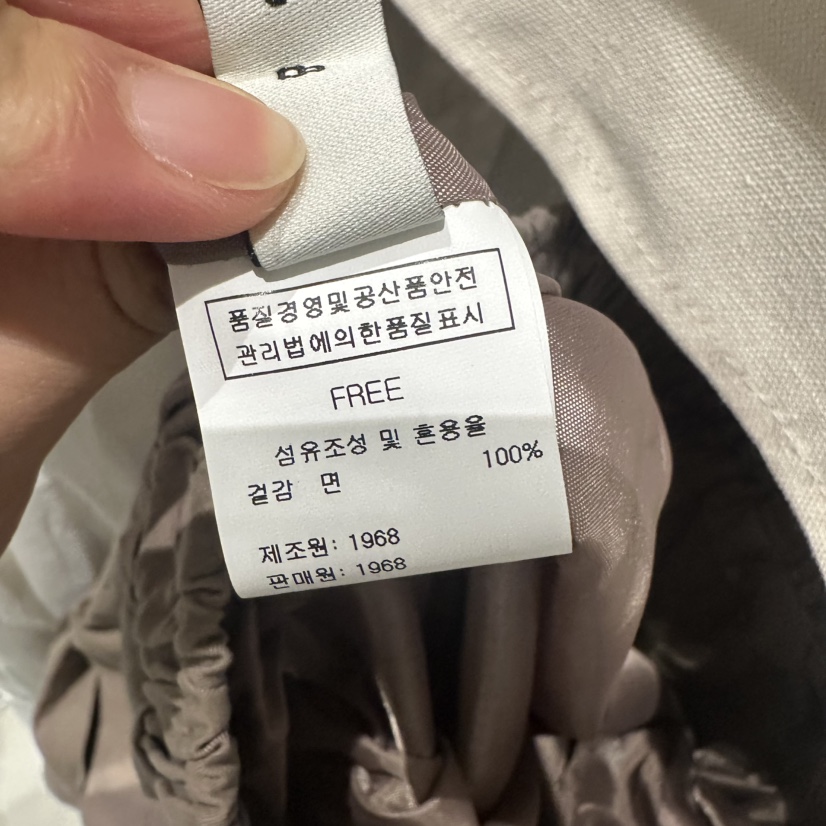 품질경영및공산품안전
관리법에의한품질표시
FREE
섬유조성 및 혼용율
겉감 면 100%
제조원: 1968
판매원: 1968